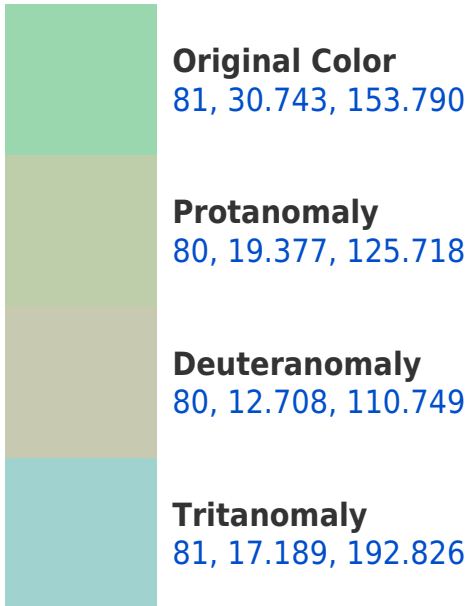 Original Color
81, 30.743, 153.790
Protanomaly
80, 19.377, 125.718
Deuteranomaly
80, 12.708, 110.749
Tritanomaly
81, 17.189, 192.826